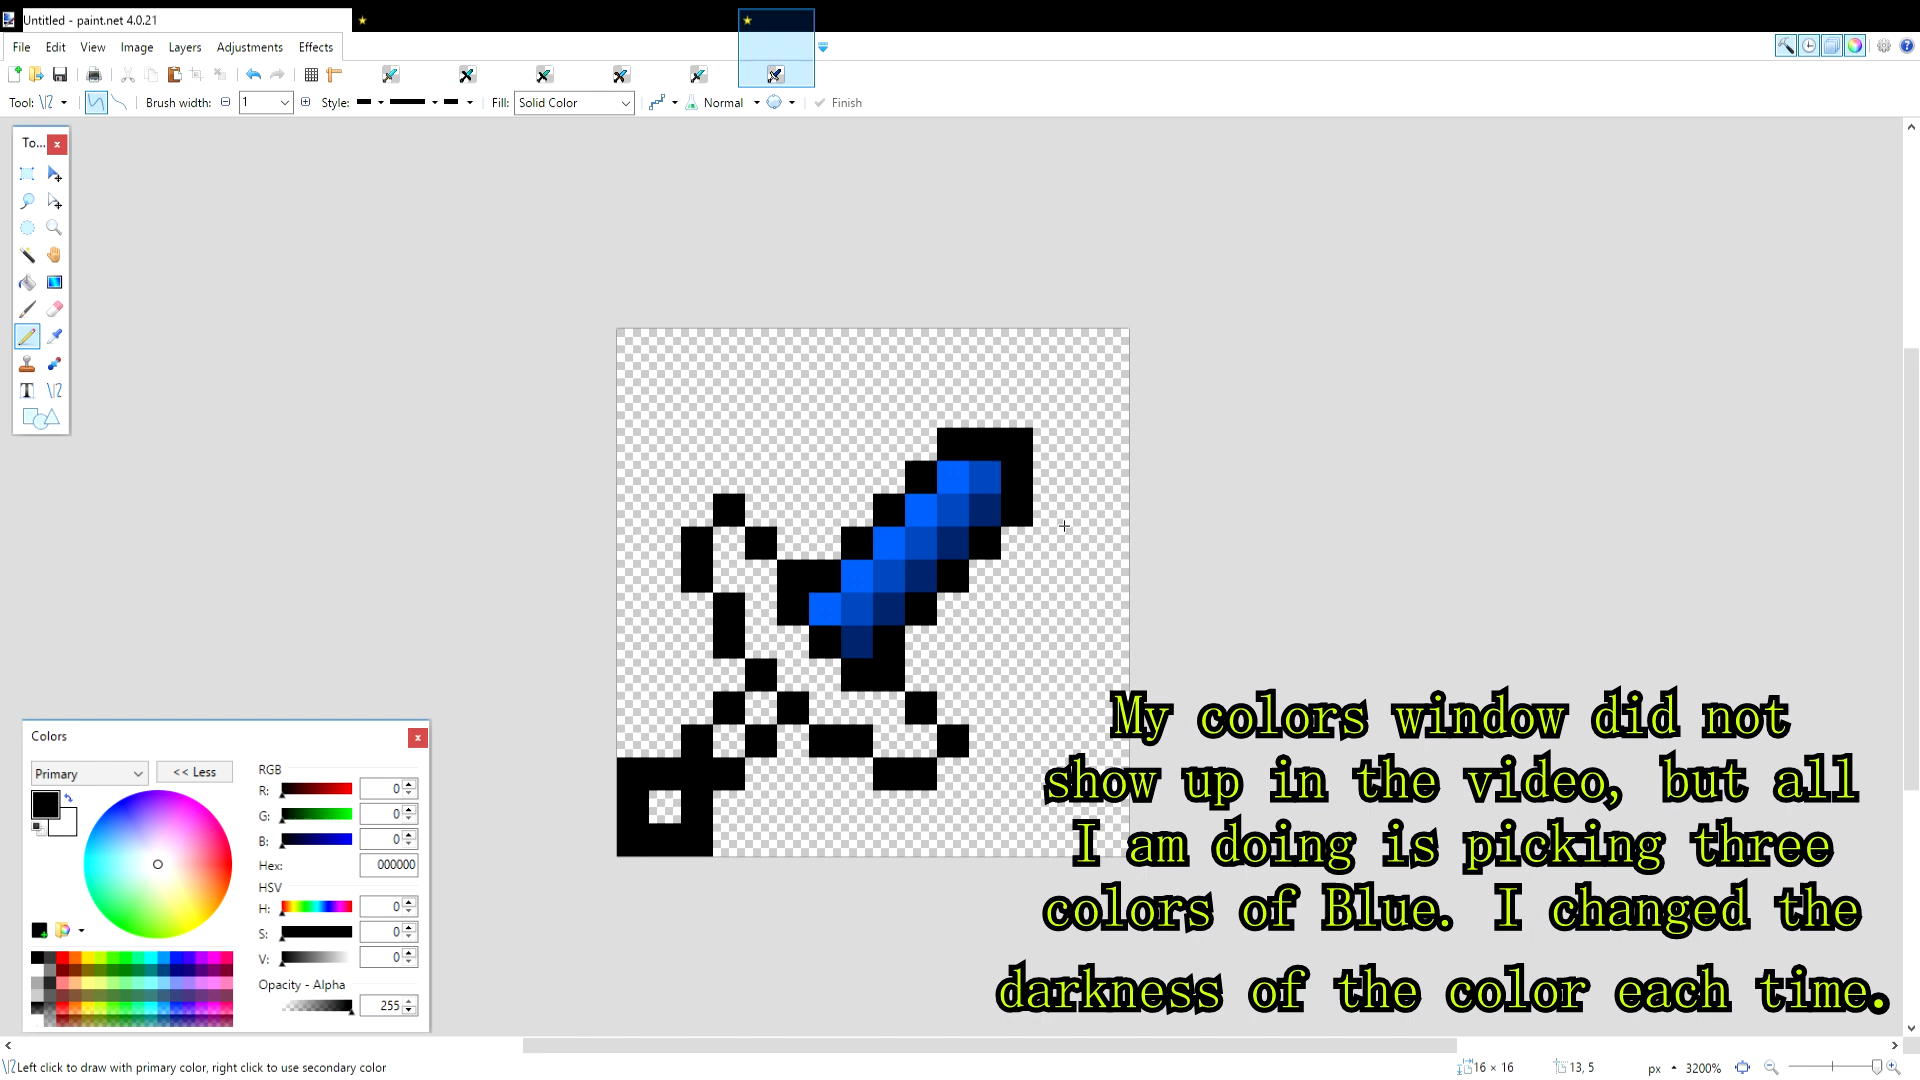 Untitled - paint.net 4.0.21
File Edit View Image Layers Adjustments Effects
Tool: Brush width: 1 Style: Fill: Solid Color Normal Finish
To...
Colors
Primary << Less
RGB
R: 0
G: 0
B: 0
Hex: 000000
HSV
H: 0
S: 0
V: 0
Opacity - Alpha
255
My colors window did not
show up in the video, but all
I am doing is picking three
colors of Blue. I changed the
darkness of the color each time.
Left click to draw with primary color, right click to use secondary color 16 × 16 13, 5 px 3200%